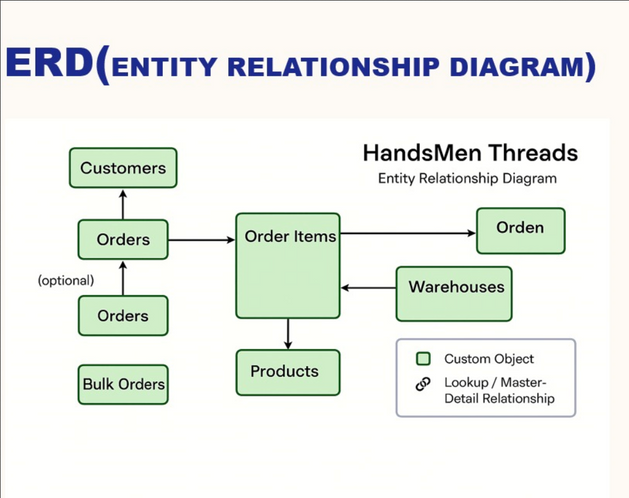 ERD(ENTITY RELATIONSHIP DIAGRAM)
HandsMen Threads
Entity Relationship Diagram
Customers
Orders
Order Items
Orden
(optional)
Orders
Warehouses
Bulk Orders
Products
Custom Object
Lookup / Master-
Detail Relationship